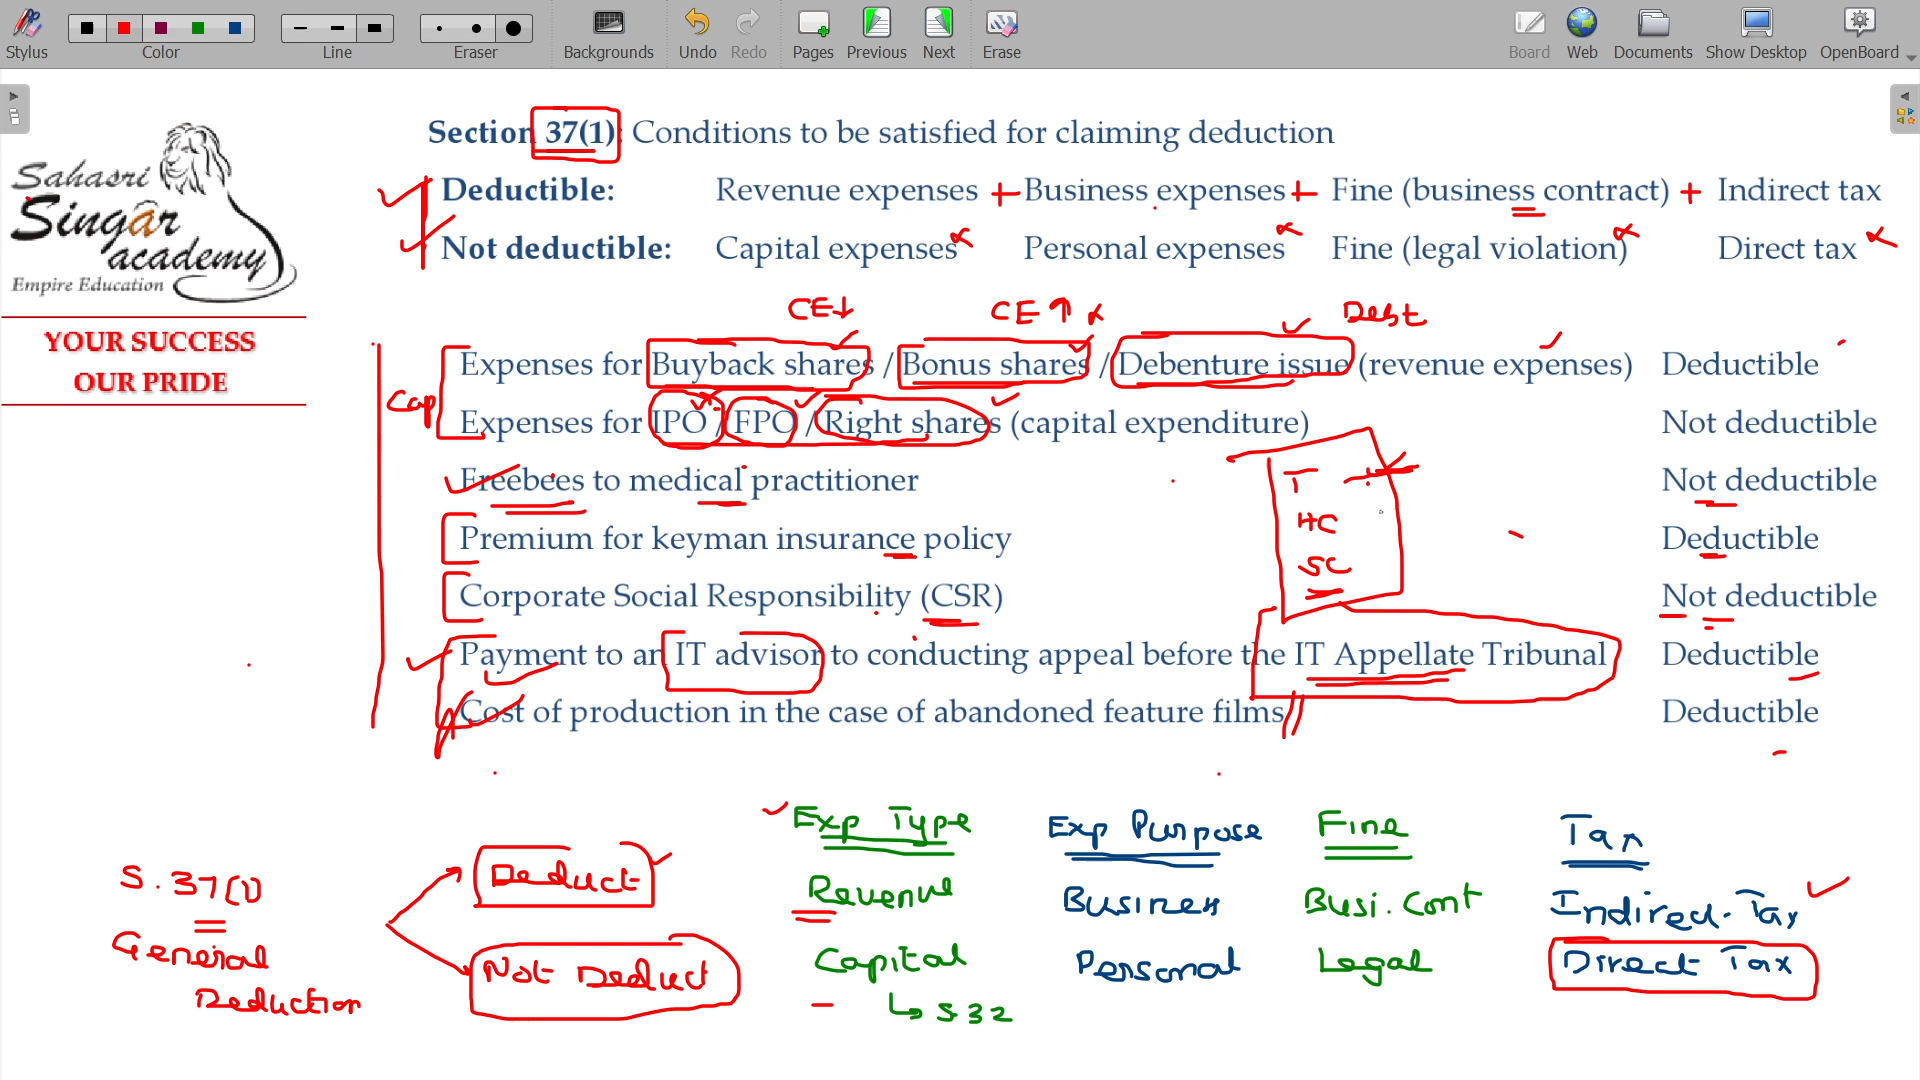 Stylus
Color
Line
Eraser
Backgrounds
Undo
Redo
Pages
Previous
Next
Erase
Board
Web
Documents
Show Desktop
OpenBoard
Sahasri
Singar
academy
Empire Education
YOUR SUCCESS
OUR PRIDE
Section 37(1): Conditions to be satisfied for claiming deduction
Deductible: Revenue expenses + Business expenses + Fine (business contract) + Indirect tax
Not deductible: Capital expenses Personal expenses Fine (legal violation) Direct tax
CE↓ CE↑ Debt
Expenses for Buyback shares / Bonus shares / Debenture issue (revenue expenses) Deductible
Cap
Expenses for IPO / FPO / Right shares (capital expenditure) Not deductible
Freebees to medical practitioner Not deductible
T
HC
SC
Premium for keyman insurance policy Deductible
Corporate Social Responsibility (CSR) Not deductible
Payment to an IT advisor to conducting appeal before the IT Appellate Tribunal Deductible
Cost of production in the case of abandoned feature films Deductible
Exp Type Exp Purpose Fine Tax
S. 37(1) Deduct Revenue Business Busi. Cont Indirect. Tax
General
Deduction
Not Deduct Capital Personal Legal Direct Tax
↳ S 32